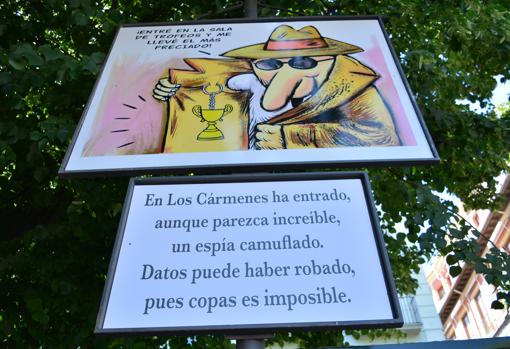 ¡ENTRÉ EN LA SALA
DE TROFEOS Y ME
LLEVÉ EL MÁS
PRECIADO!
En Los Cármenes ha entrado,
aunque parezca increíble,
un espía camuflado.
Datos puede haber robado,
pues copas es imposible.